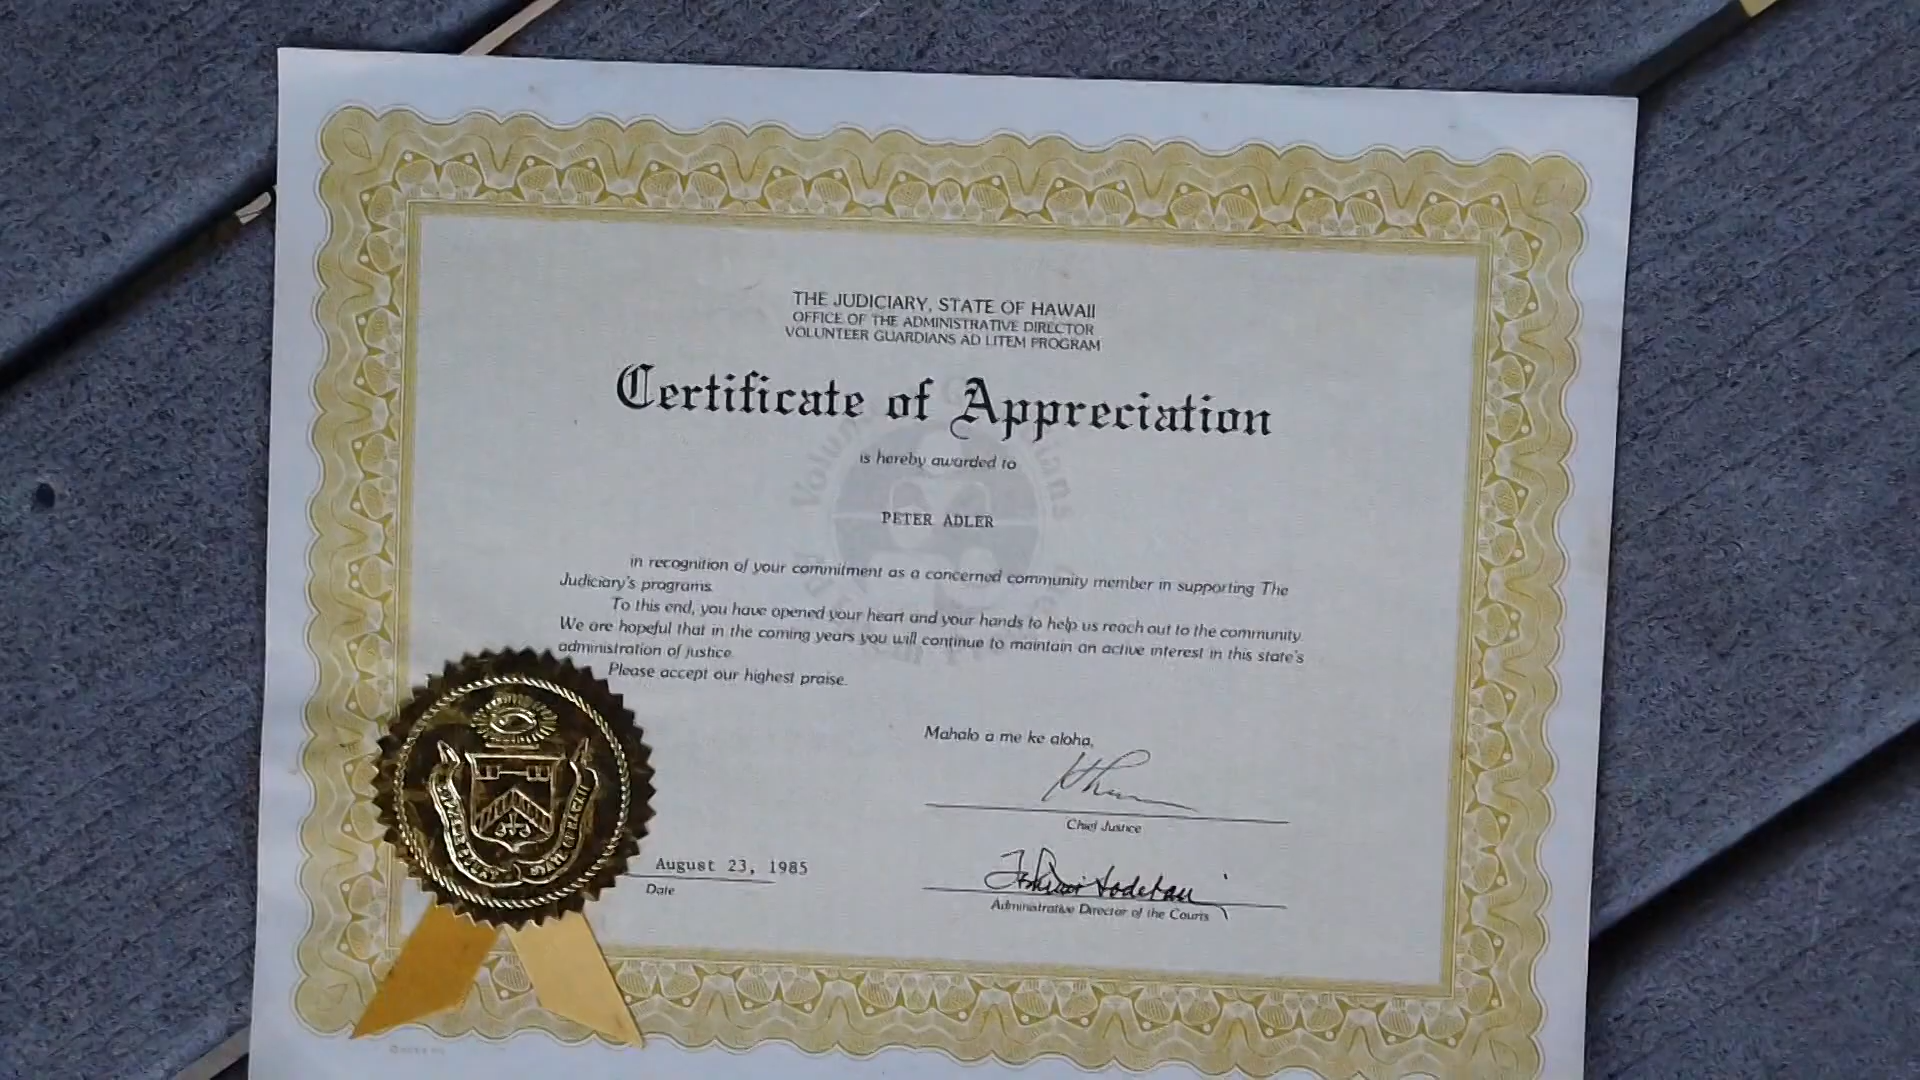 THE JUDICIARY, STATE OF HAWAII
OFFICE OF THE ADMINISTRATIVE DIRECTOR
VOLUNTEER GUARDIANS AD LITEM PROGRAM
Certificate of Appreciation
is hereby awarded to
PETER ADLER
in recognition of your commitment as a concerned community member in supporting The
Judiciary's programs.
To this end, you have opened your heart and your hands to help us reach out to the community.
We are hopeful that in the coming years you will continue to maintain an active interest in this state's
administration of justice.
Please accept our highest praise.
Mahalo a me ke aloha,
Chief Justice
August 23, 1985
Date
Administrative Director of the Courts